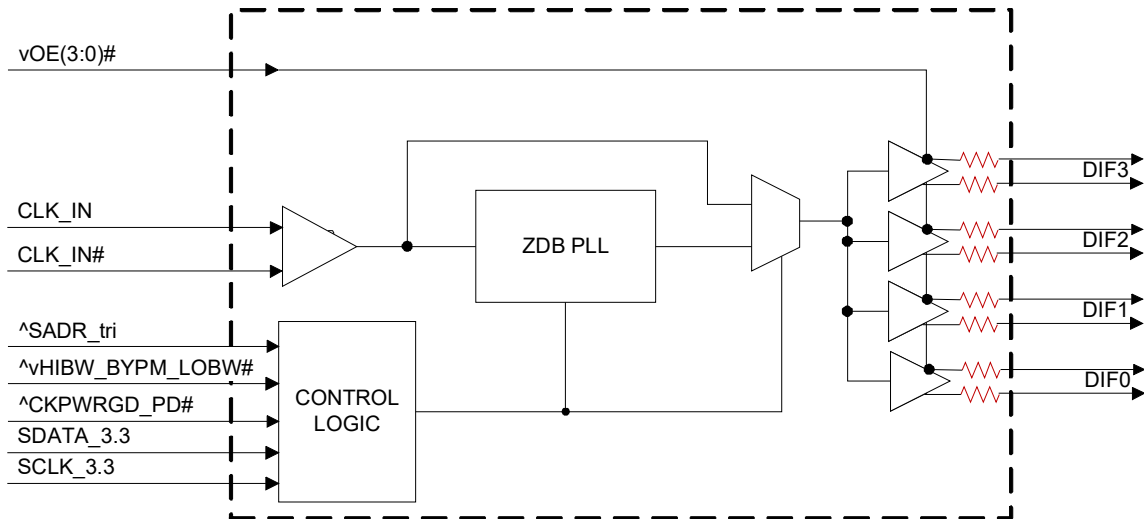 vOE(3:0)#
CLK_IN
CLK_IN#
ZDB PLL
^SADR_tri
^vHIBW_BYPM_LOBW#
^CKPWRGD_PD#
SDATA_3.3
SCLK_3.3
CONTROL
LOGIC
DIF3
DIF2
DIF1
DIF0